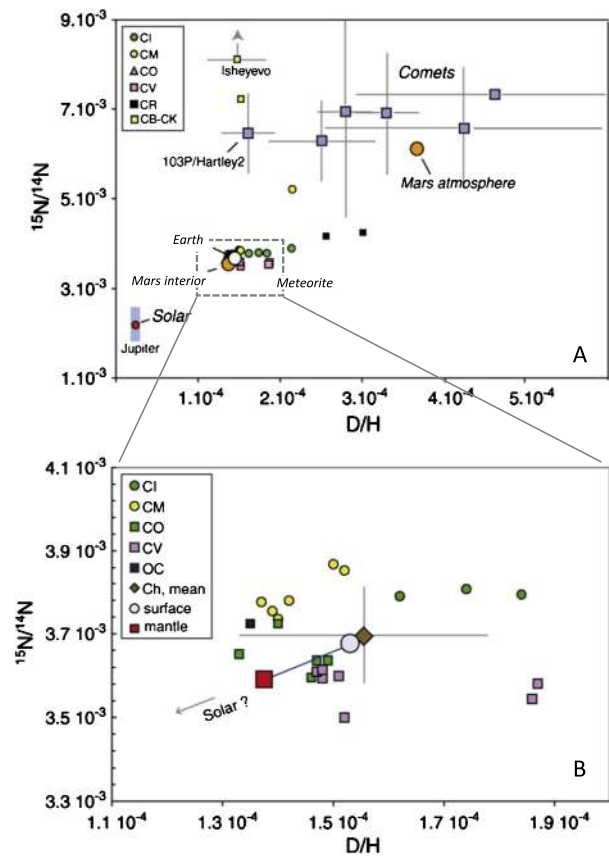 9.10⁻³
7.10⁻³
5.10⁻³
3.10⁻³
1.10⁻³
¹⁵N/¹⁴N
CI
CM
CO
CV
CR
CB-CK
Isheyevo
Comets
103P/Hartley2
Mars atmosphere
Earth
Mars interior
Meteorite
Solar
Jupiter
A
1.10⁻⁴ 2.10⁻⁴ 3.10⁻⁴ 4.10⁻⁴ 5.10⁻⁴
D/H
B
4.1 10⁻³
3.9 10⁻³
3.7 10⁻³
3.5 10⁻³
3.3 10⁻³
¹⁵N/¹⁴N
CI
CM
CO
CV
OC
Ch, mean
surface
mantle
Solar ?
B
1.1 10⁻⁴ 1.3 10⁻⁴ 1.5 10⁻⁴ 1.7 10⁻⁴ 1.9 10⁻⁴
D/H